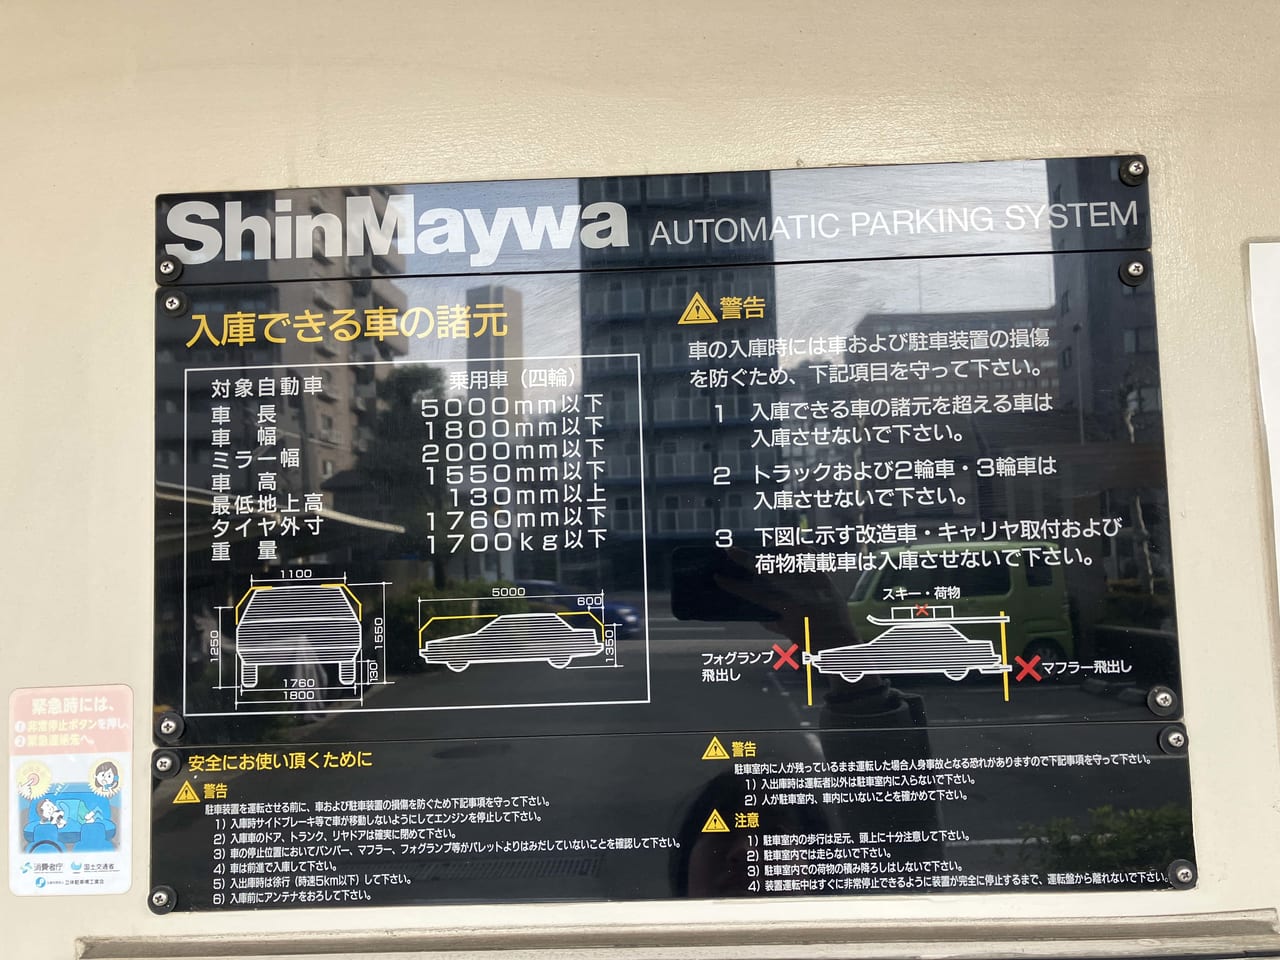 ShinMaywa AUTOMATIC PARKING SYSTEM
入庫できる車の諸元
対象自動車 乗用車（四輪）
車長 5000mm以下
車幅 1800mm以下
ミラー幅 2000mm以下
車高 1550mm以下
最低地上高 130mm以上
タイヤ外寸 1760mm以下
重量 1700kg以下
1100
1250
1550
130
1760
1800
5000
600
1350
警告
車の入庫時には車および駐車装置の損傷
を防ぐため、下記項目を守って下さい。
1 入庫できる車の諸元を超える車は
入庫させないで下さい。
2 トラックおよび2輪車・3輪車は
入庫させないで下さい。
3 下図に示す改造車・キャリヤ取付および
荷物積載車は入庫させないで下さい。
スキー・荷物
フォグランプ
飛出し
マフラー飛出し
安全にお使い頂くために
警告
駐車装置を運転させる前に、車および駐車装置の損傷を防ぐため下記事項を守って下さい。
1）入庫時サイドブレーキ等で車が移動しないようにしてエンジンを停止して下さい。
2）入庫車のドア、トランク、リヤドアは確実に閉めて下さい。
3）車の停止位置においてバンパー、マフラー、フォグランプ等がパレットよりはみだしていないことを確認して下さい。
4）車は前進で入庫して下さい。
5）入出庫時は徐行（時速5km以下）して下さい。
6）入庫前にアンテナをおろして下さい。
警告
駐車室内に人が残っているまま運転した場合人身事故となる恐れがありますので下記事項を守って下さい。
1）入出庫時は運転者以外は駐車室内に入らないで下さい。
2）人が駐車室内、車内にいないことを確かめて下さい。
注意
1）駐車室内の歩行は足元、頭上に十分注意して下さい。
2）駐車室内では走らないで下さい。
3）駐車室内での荷物の積み降ろしはしないで下さい。
4）装置運転中はすぐに非常停止できるように装置が完全に停止するまで、運転盤から離れないで下さい。
緊急時には、
1 非常停止ボタンを押し、
2 緊急連絡先へ。
消費者庁 国土交通省
立体駐車場工業会